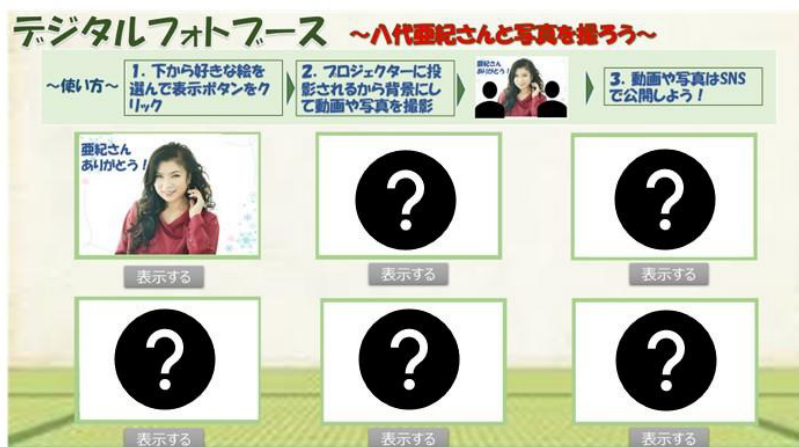 デジタルフォトブース ～八代亜紀さんと写真を撮ろう～
～使い方～
1. 下から好きな絵を
選んで表示ボタンをク
リック
2. プロジェクターに投
影されるから背景にし
て動画や写真を撮影
亜紀さん
ありがとう!
3. 動画や写真はSNS
で公開しよう!
亜紀さん
ありがとう!
?
?
表示する
表示する
表示する
?
?
?
表示する
表示する
表示する